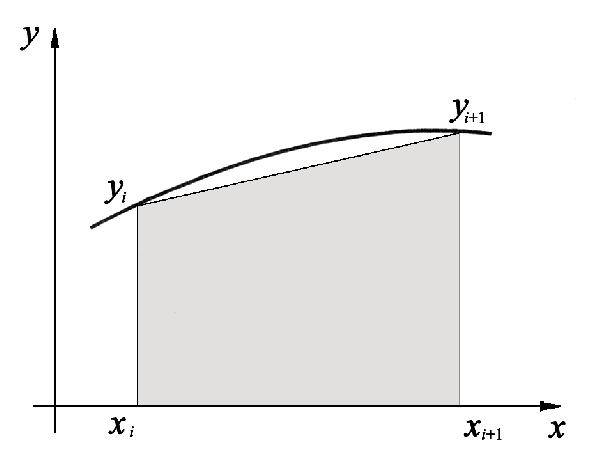 y
y_{i+1}
y_i
x_i
x_{i+1}
x